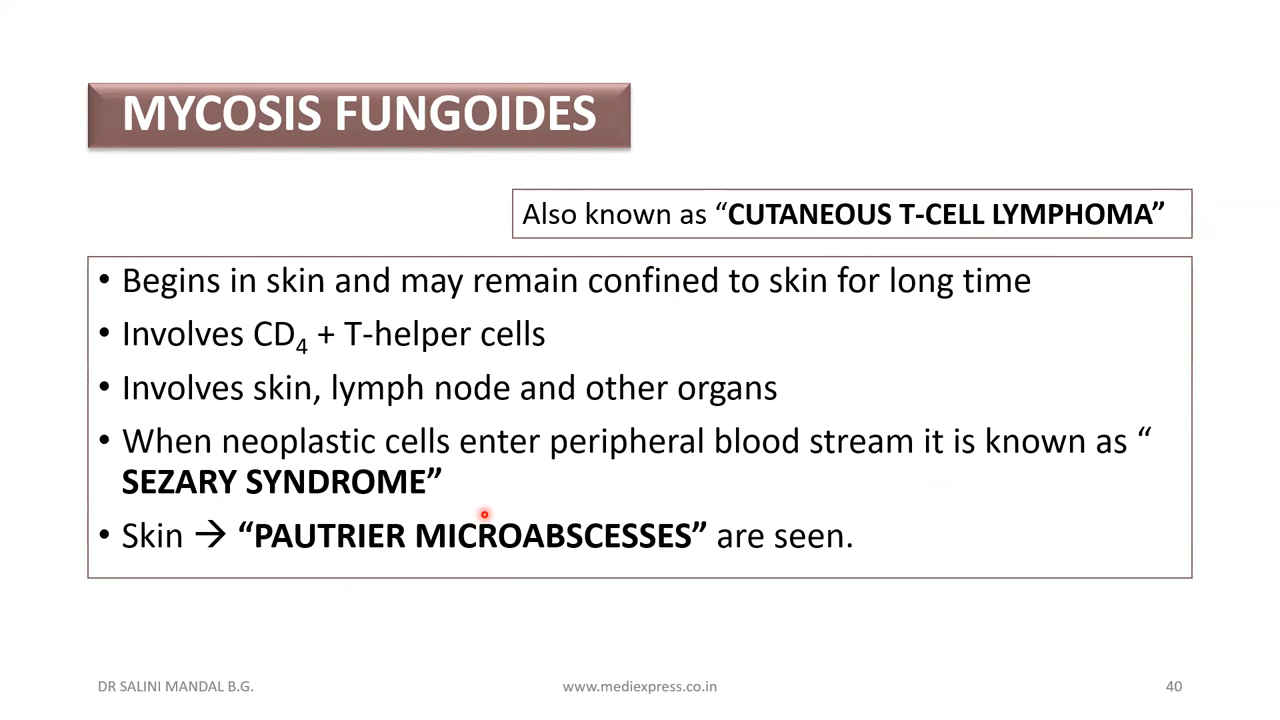 MYCOSIS FUNGOIDES
Also known as “CUTANEOUS T-CELL LYMPHOMA”
• Begins in skin and may remain confined to skin for long time
• Involves CD4 + T-helper cells
• Involves skin, lymph node and other organs
• When neoplastic cells enter peripheral blood stream it is known as “
SEZARY SYNDROME”
• Skin → “PAUTRIER MICROABSCESSES” are seen.
DR SALINI MANDAL B.G.
www.mediexpress.co.in
40